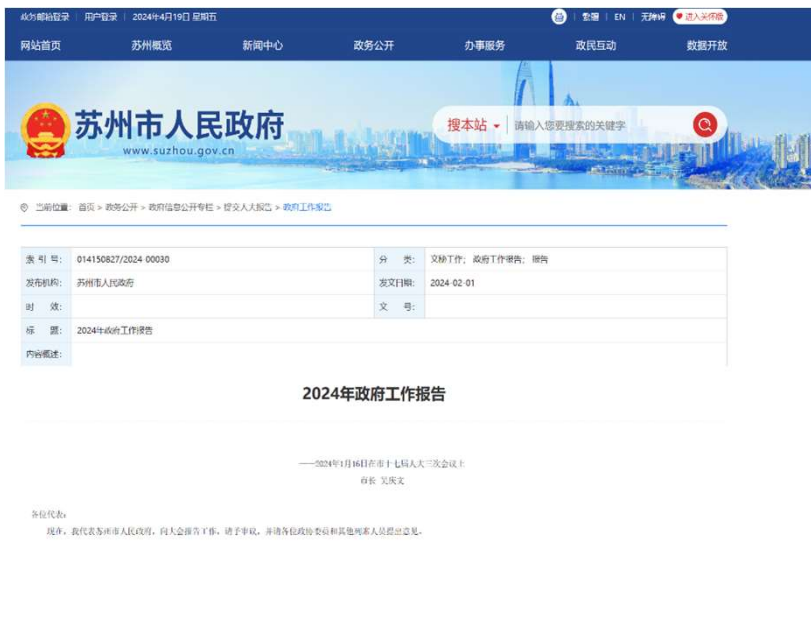 政务邮箱登录 | 用户登录 | 2024年4月19日 星期五 | 繁體 | EN | 无障碍 进入关怀版
网站首页 苏州概览 新闻中心 政务公开 办事服务 政民互动 数据开放
苏州市人民政府
www.suzhou.gov.cn
搜本站 请输入您要搜索的关键字
当前位置: 首页 > 政务公开 > 政府信息公开专栏 > 提交人大报告 > 政府工作报告
索 引 号: 014150827/2024-00030 分 类: 文秘工作; 政府工作报告; 报告
发布机构: 苏州市人民政府 发文日期: 2024-02-01
时 效: 文 号:
标 题: 2024年政府工作报告
内容概述:
2024年政府工作报告
——2024年1月16日在市十七届人大三次会议上
市长 吴庆文
各位代表:
现在,我代表苏州市人民政府,向大会报告工作,请予审议,并请各位政协委员和其他列席人员提出意见。